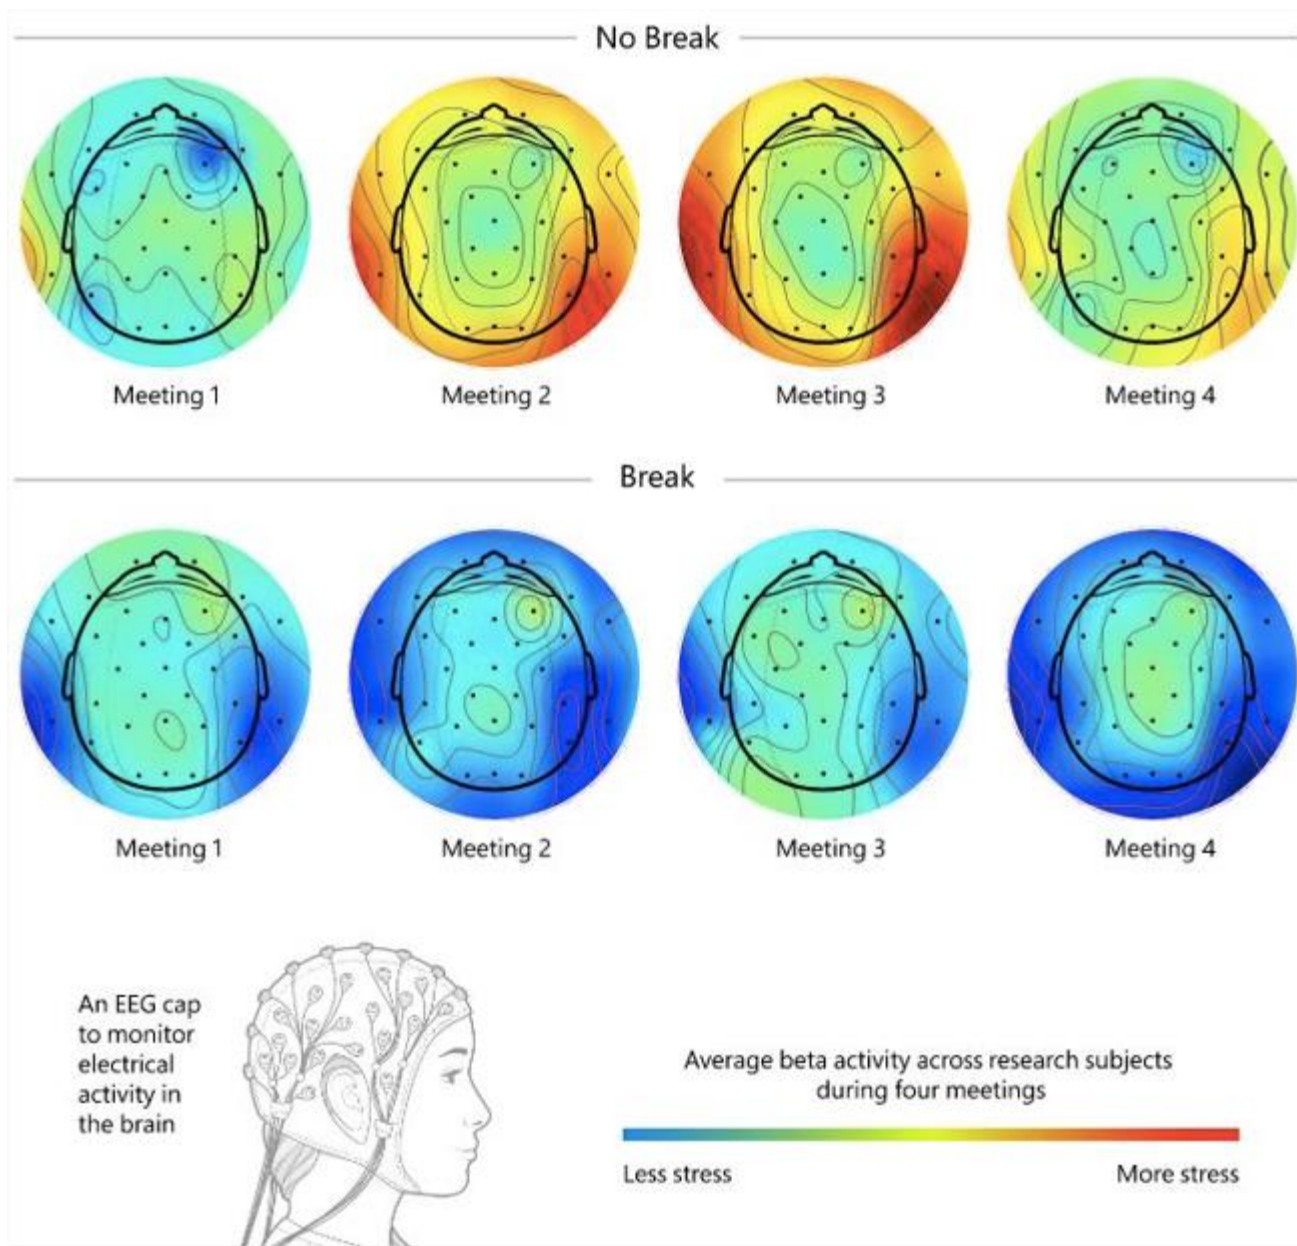 No Break
Meeting 1
Meeting 2
Meeting 3
Meeting 4
Break
Meeting 1
Meeting 2
Meeting 3
Meeting 4
An EEG cap
to monitor
electrical
activity in
the brain
Average beta activity across research subjects
during four meetings
Less stress
More stress